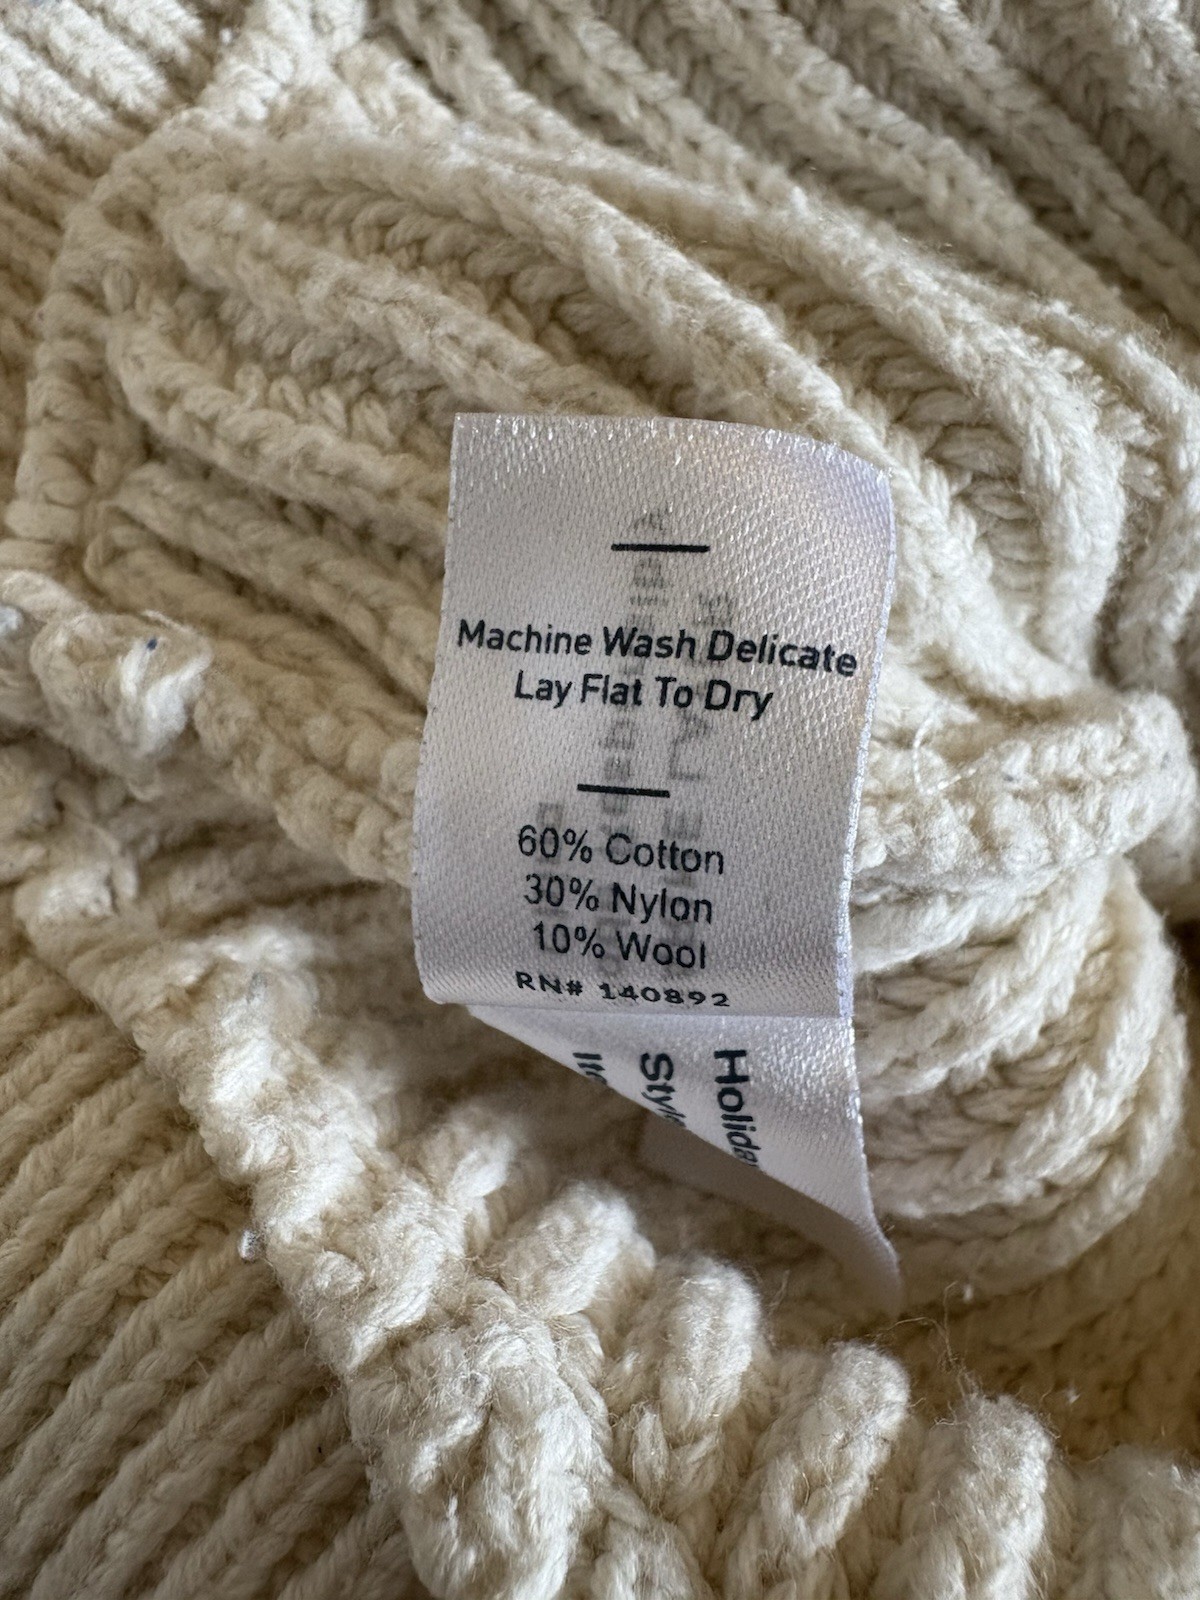 Machine Wash Delicate
Lay Flat To Dry
60% Cotton
30% Nylon
10% Wool
RN# 140892